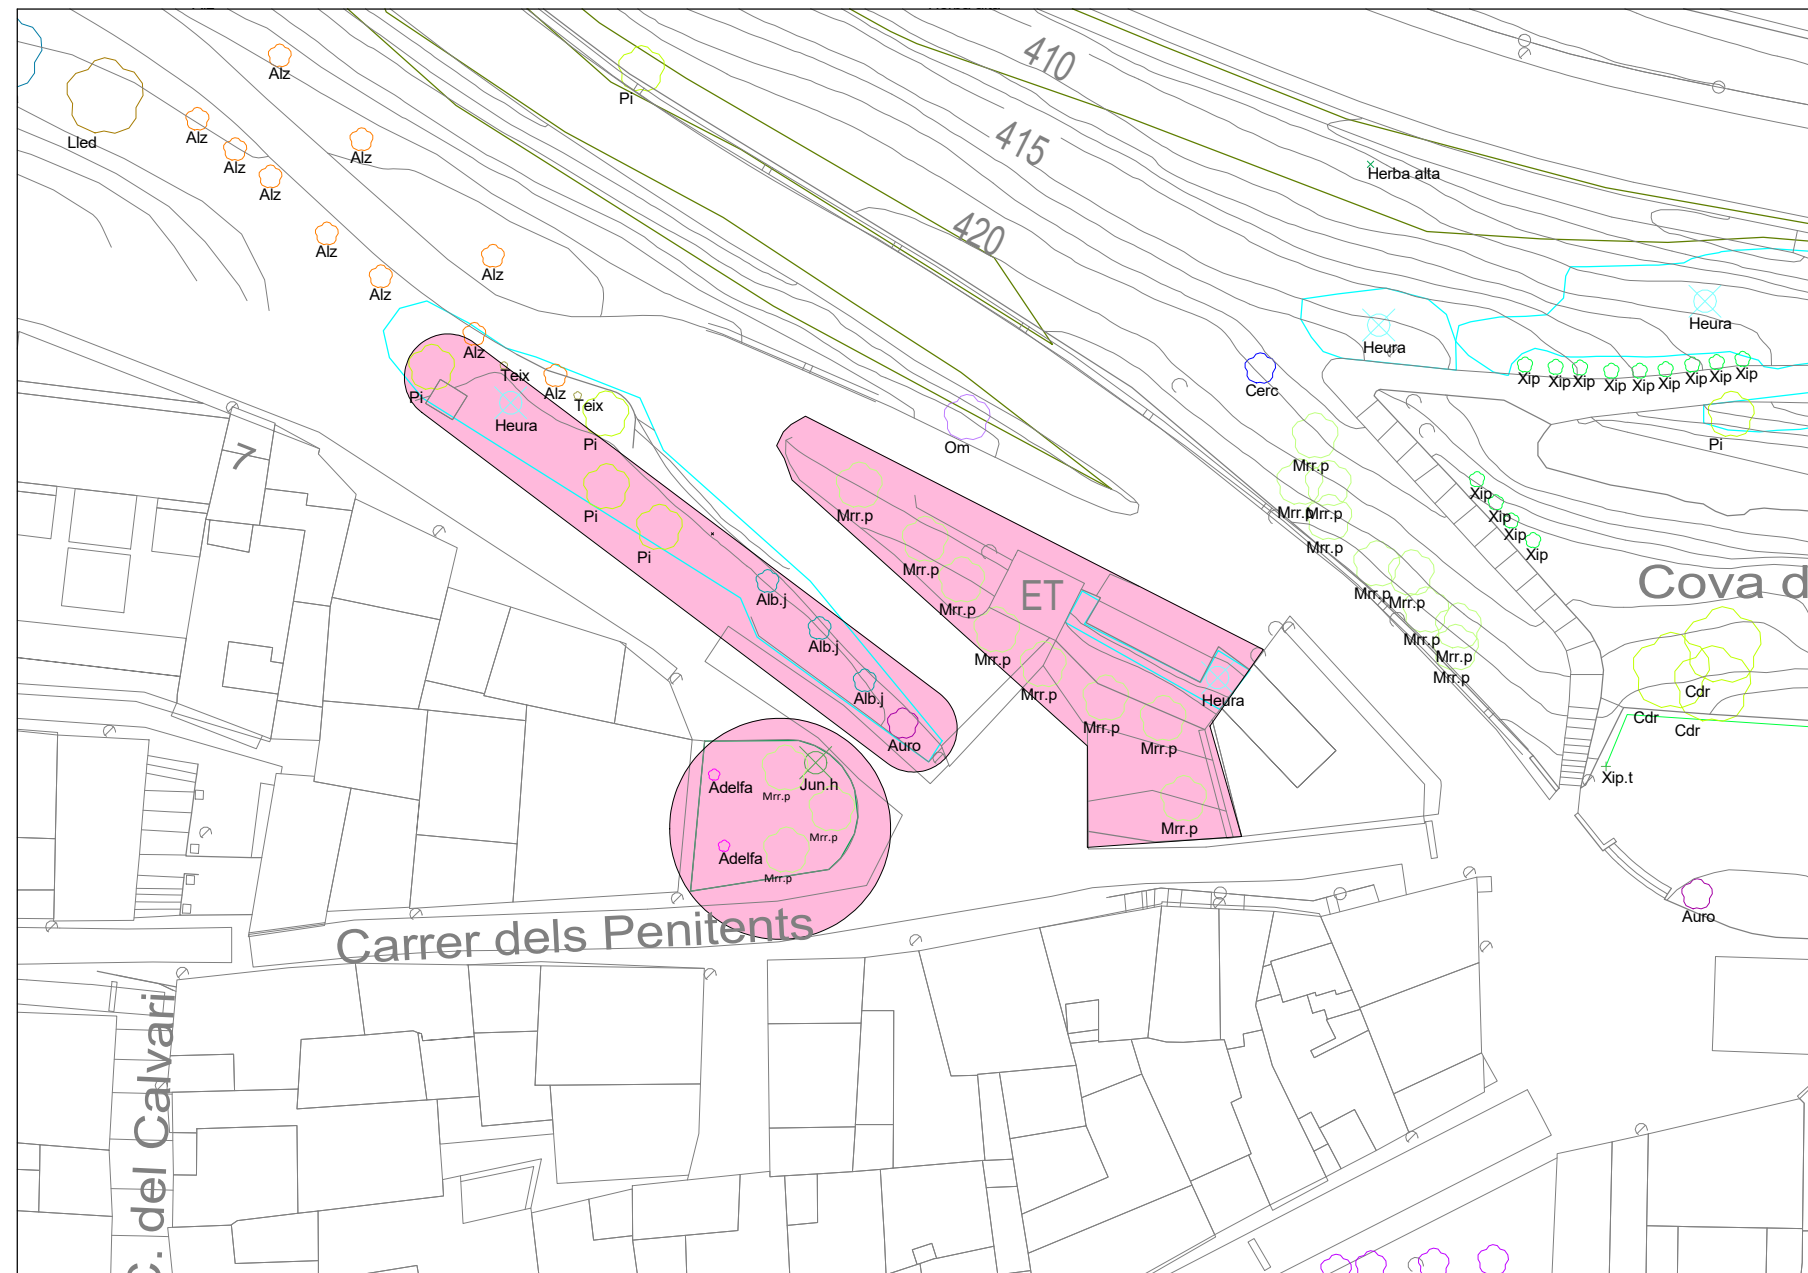 Alz
Pi
410
Lled
Alz
Alz
Alz
Alz
415
Herba alta
Alz
Alz
Alz
420
Heura
Heura
Alz
Teix
Alz
Teix
Pi
Heura
Pi
Om
Cerc
Xip
Xip
Xip
Xip
Xip
Xip
Xip
Xip
Xip
Pi
7
Pi
Pi
Mrr.p
Mrr.p
Mrr.p
Mrr.p
Mrr.p
Xip
Xip
Xip
Xip
Mrr.p
Mrr.p
ET
Alb.j
Alb.j
Alb.j
Auro
Mrr.p
Mrr.p
Mrr.p
Mrr.p
Mrr.p
Heura
Mrr.p
Mrr.p
Mrr.p
Mrr.p
Mrr.p
Cova d
Cdr
Cdr
Cdr
Xip.t
Adelfa
Jun.h
Mrr.p
Mrr.p
Adelfa
Mrr.p
Mrr.p
Auro
Carrer dels Penitents
C. del Calvari